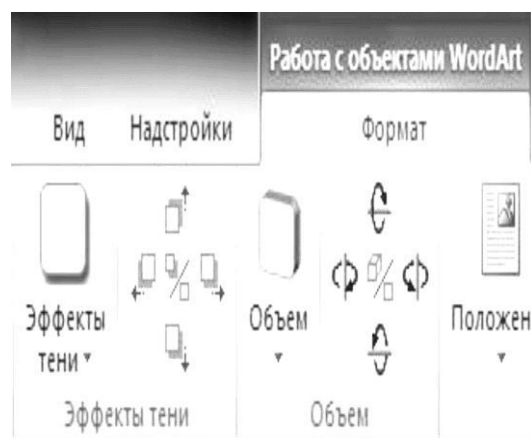 Работа с объектами WordArt
Вид Надстройки Формат
Эффекты тени
Объем
Положен
Эффекты тени Объем